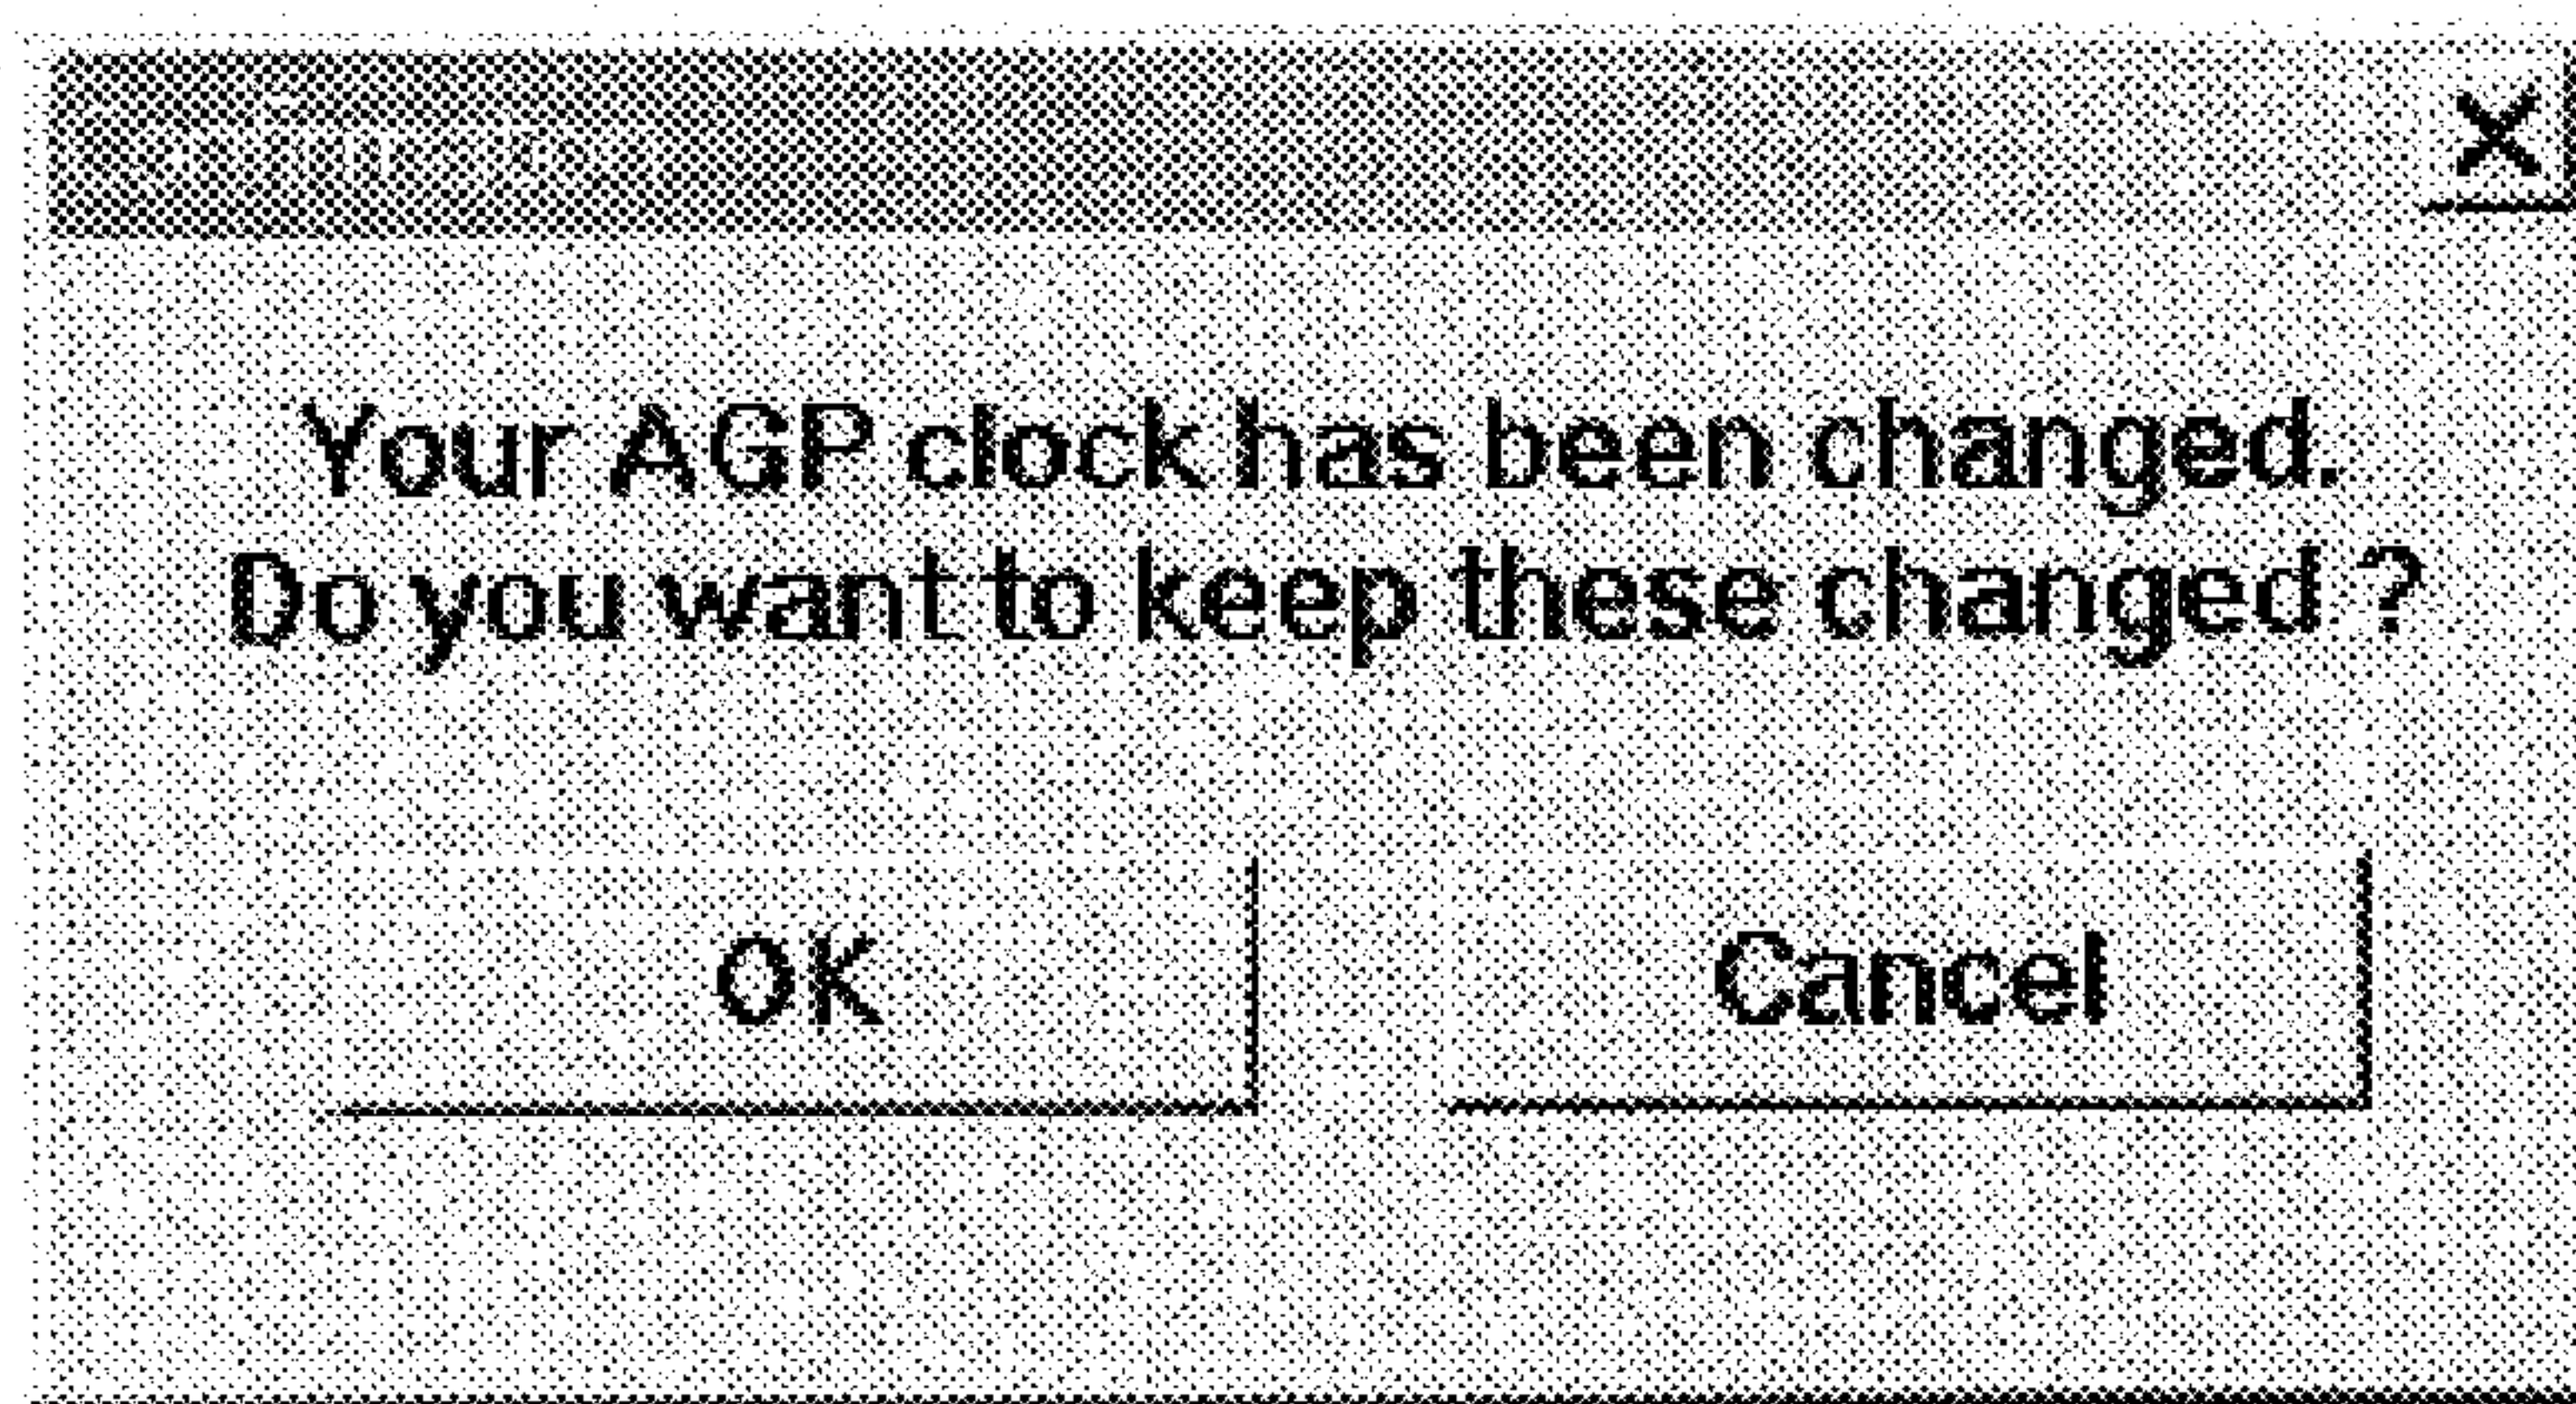 Your AGP clock has been changed.
Do you want to keep these changed ?
OK
Cancel